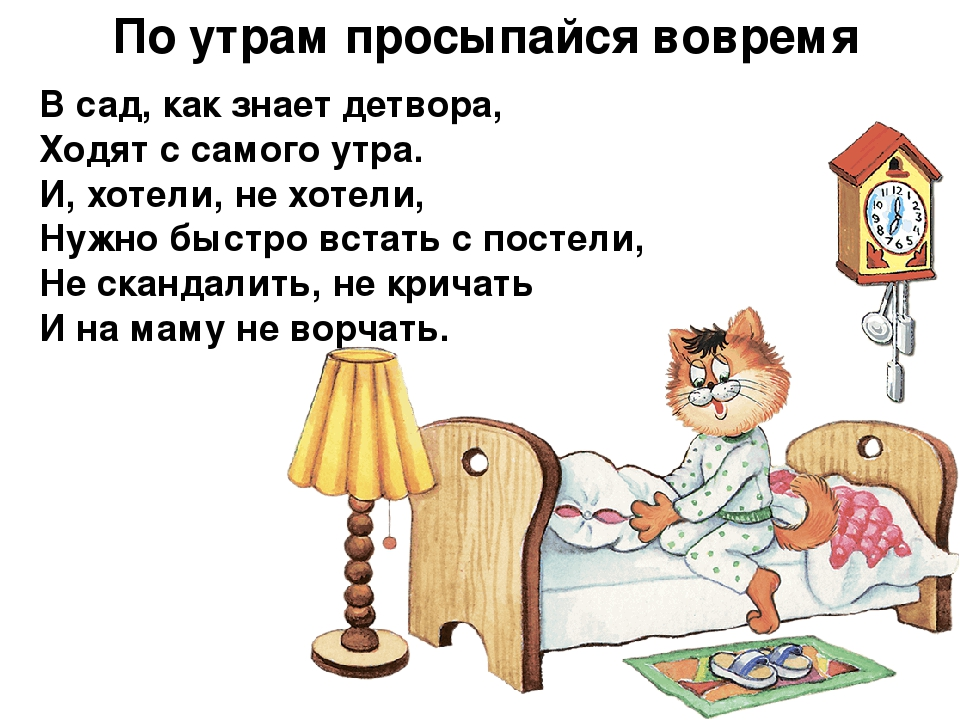 По утрам просыпайся вовремя
В сад, как знает детвора,
Ходят с самого утра.
И, хотели, не хотели,
Нужно быстро встать с постели,
Не скандалить, не кричать
И на маму не ворчать.